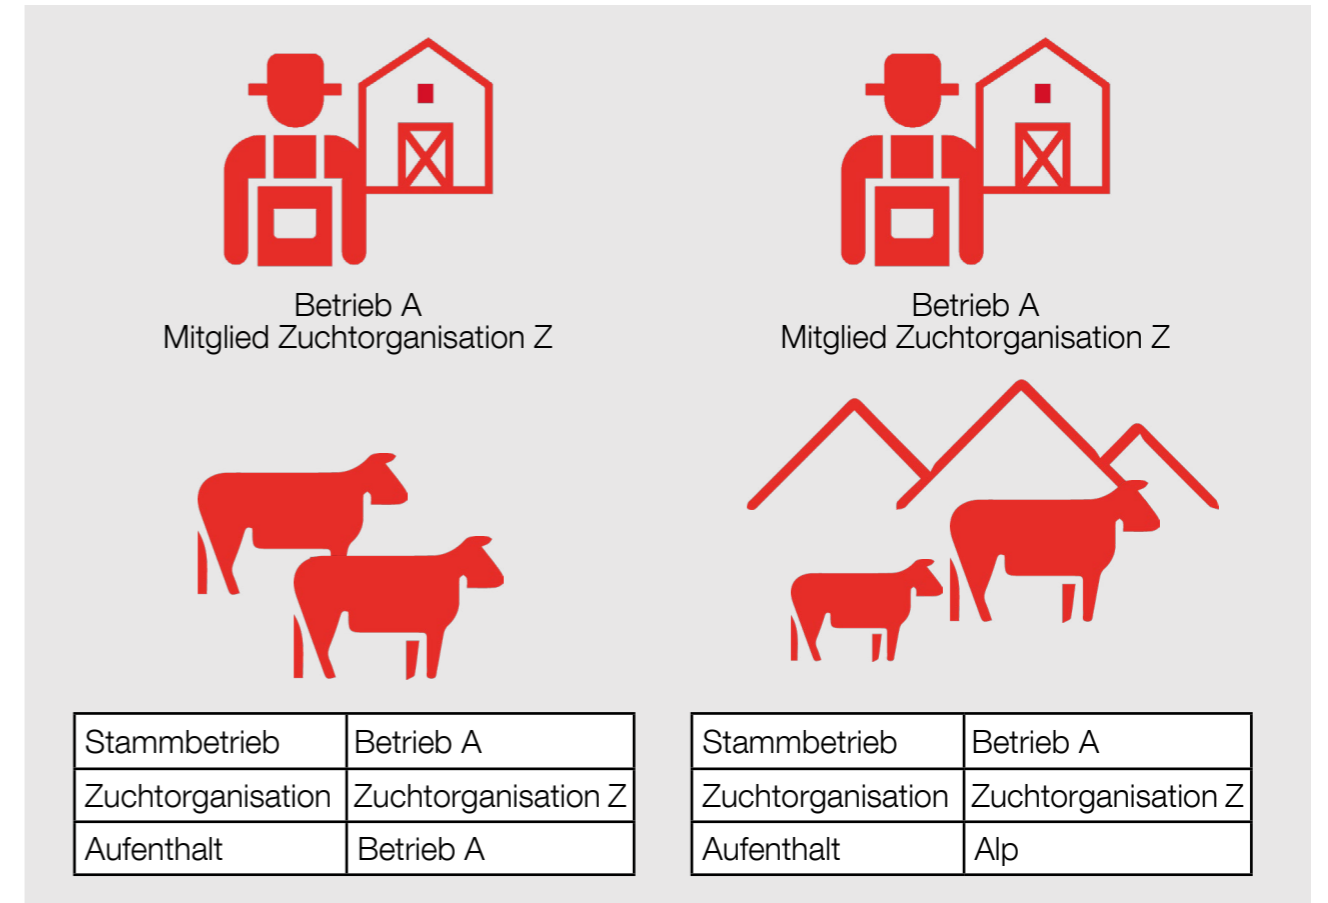 Betrieb A
Mitglied Zuchtorganisation Z
Stammbetrieb Betrieb A
Zuchtorganisation Zuchtorganisation Z
Aufenthalt Betrieb A
Betrieb A
Mitglied Zuchtorganisation Z
Stammbetrieb Betrieb A
Zuchtorganisation Zuchtorganisation Z
Aufenthalt Alp